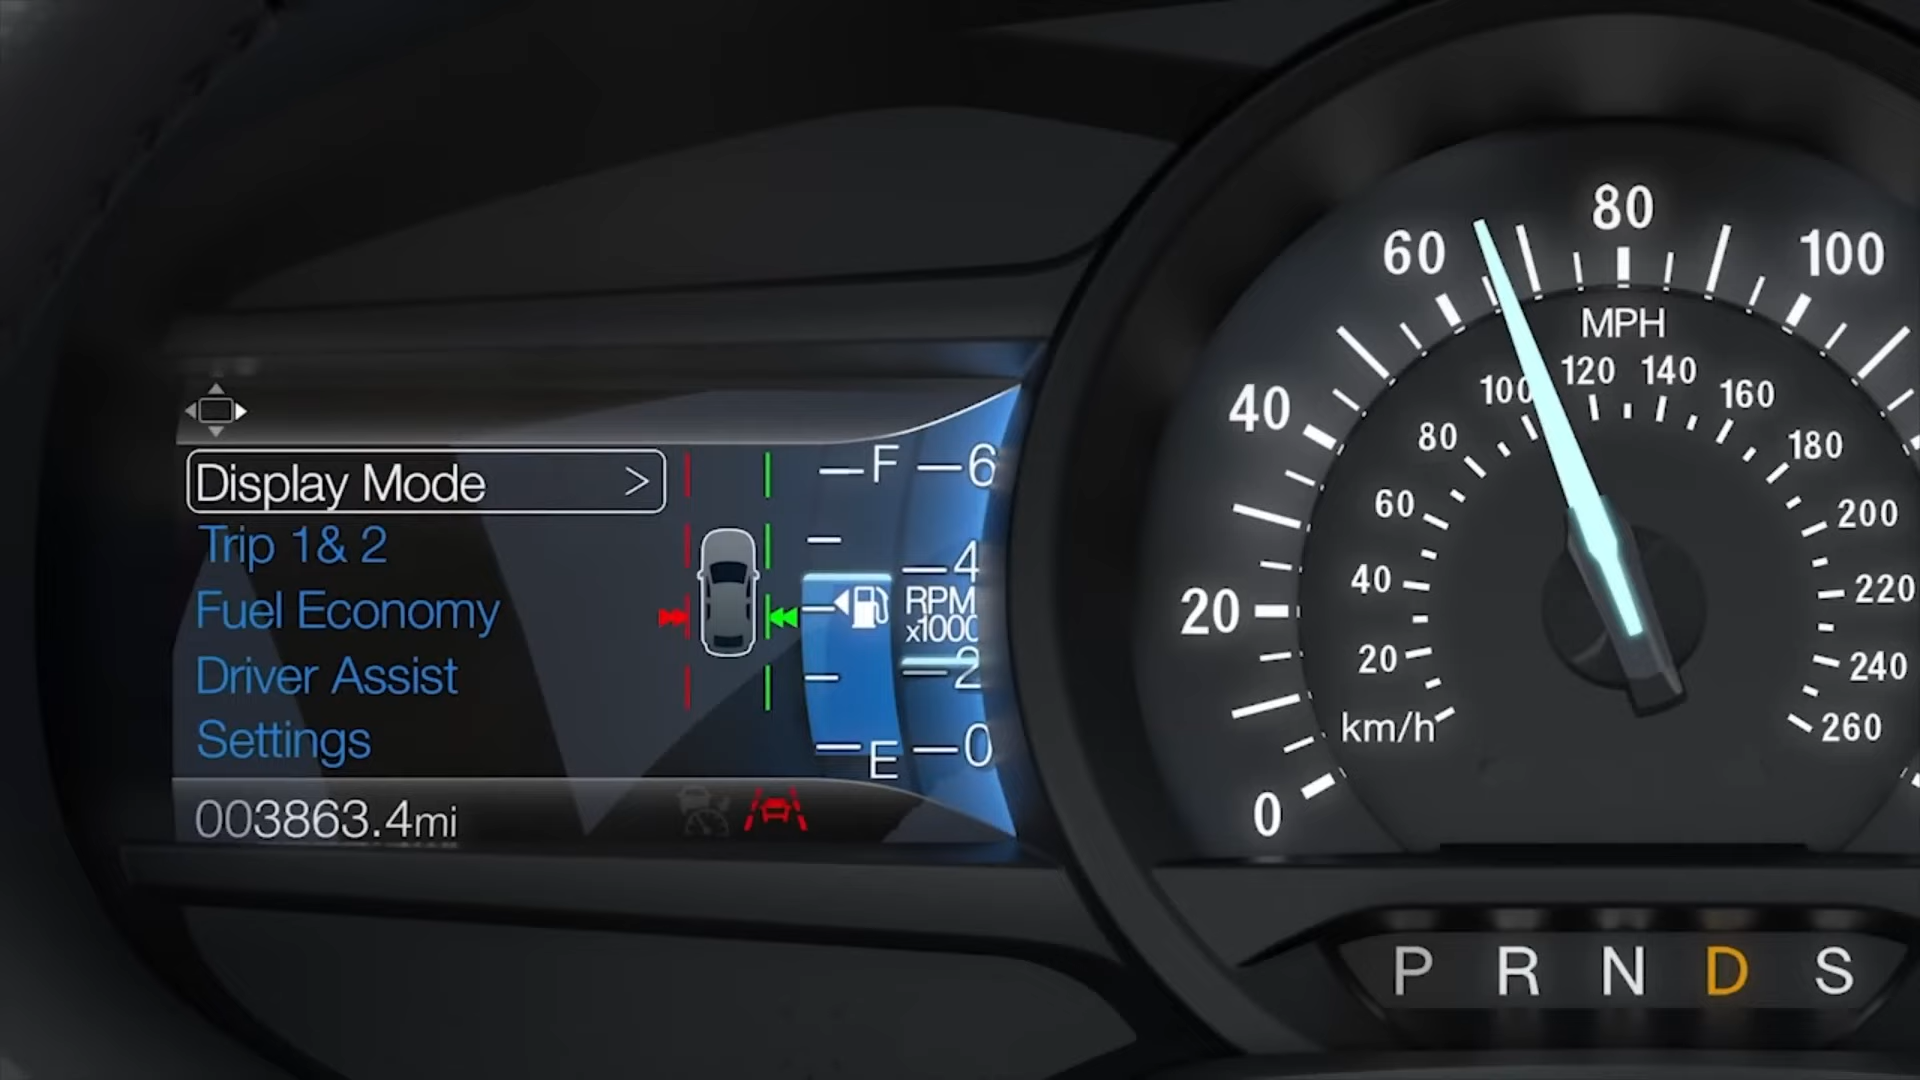 Display Mode >
Trip 1& 2
Fuel Economy
Driver Assist
Settings
003863.4mi
F
E
6
4
RPM
x1000
2
0
0
20
40
60
80
100
MPH
km/h
20
40
60
80
100
120
140
160
180
200
220
240
260
P R N D S